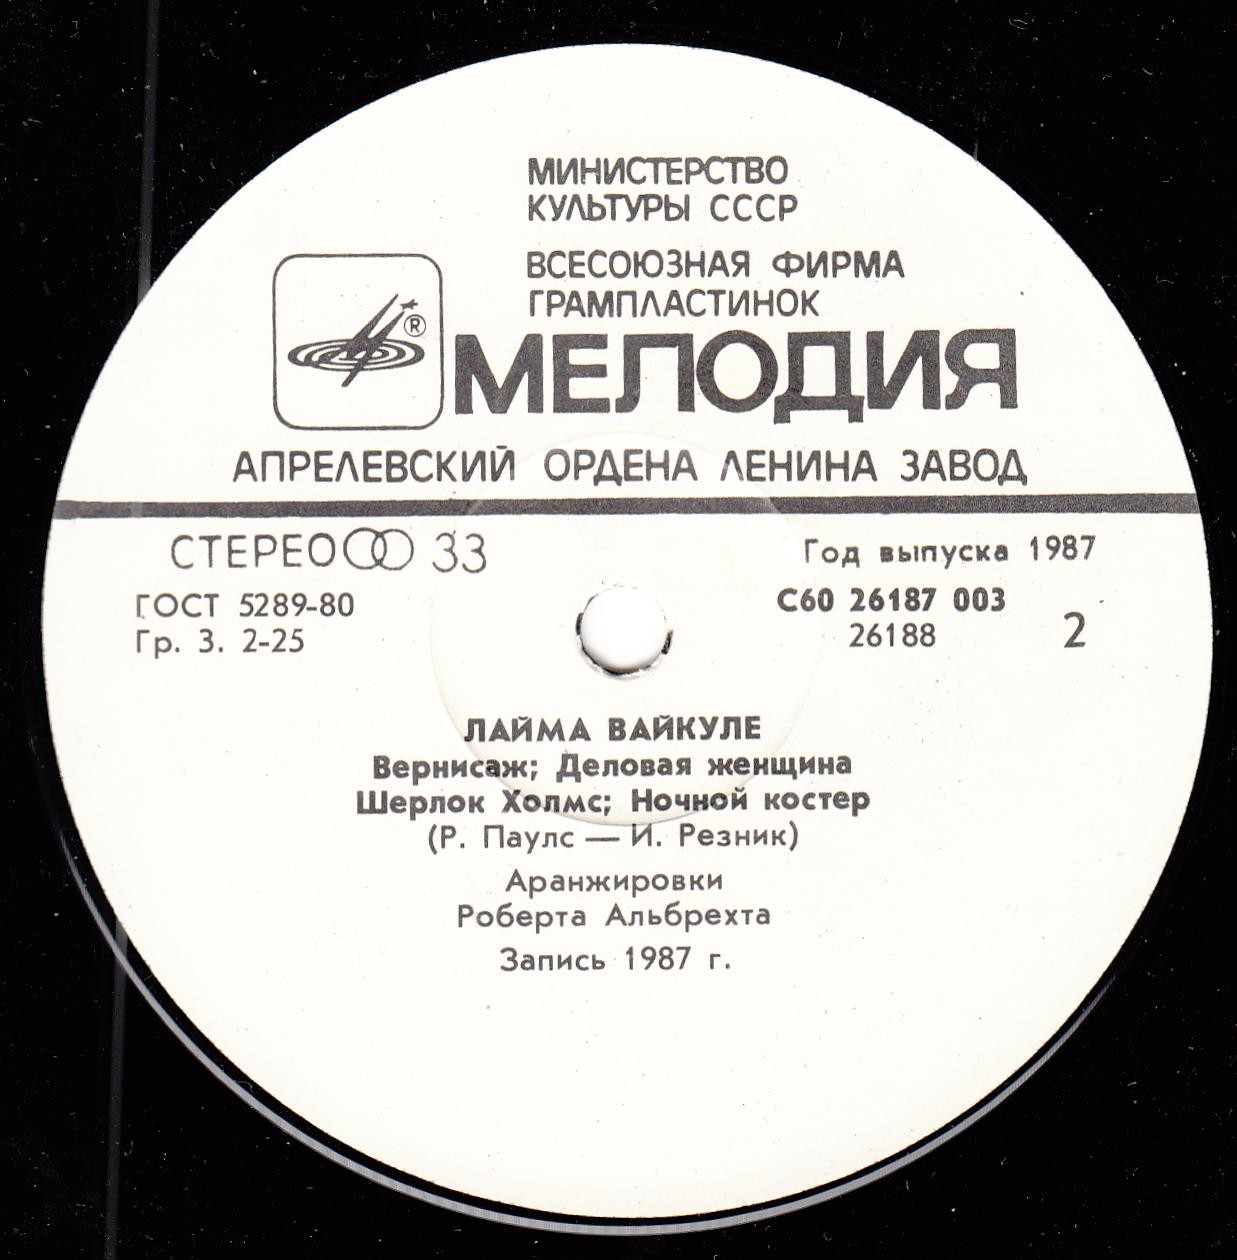 МИНИСТЕРСТВО
КУЛЬТУРЫ СССР
ВСЕСОЮЗНАЯ ФИРМА
ГРАМПЛАСТИНОК
®
МЕЛОДИЯ
АПРЕЛЕВСКИЙ ОРДЕНА ЛЕНИНА ЗАВОД
СТЕРЕО 33
Год выпуска 1987
ГОСТ 5289-80
С60 26187 003
Гр. 3. 2-25
26188
2
ЛАЙМА ВАЙКУЛЕ
Вернисаж; Деловая женщина
Шерлок Холмс; Ночной костер
(Р. Паулс — И. Резник)
Аранжировки
Роберта Альбрехта
Запись 1987 г.